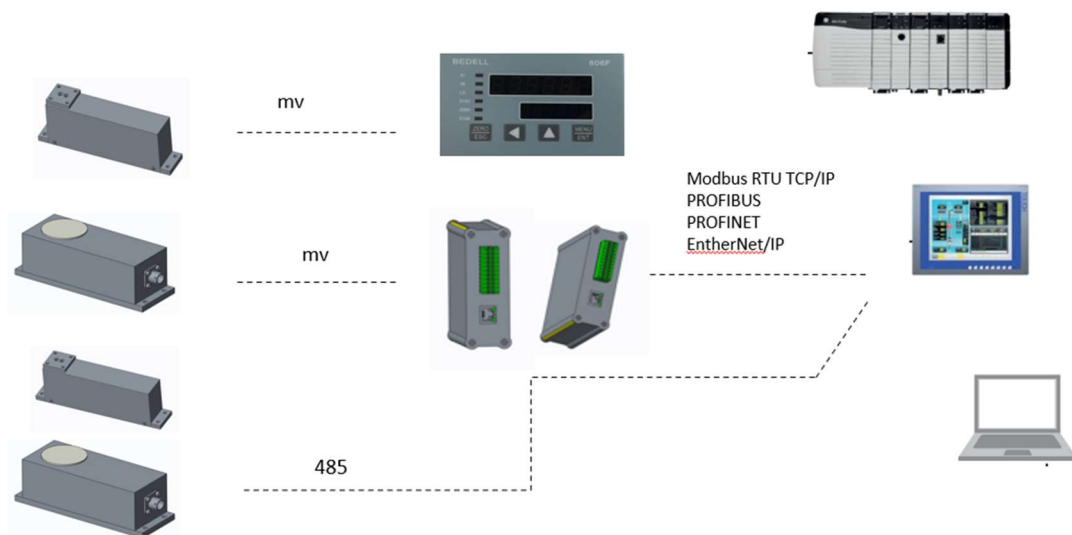 mv
BEDELL 606F
ZERO
ESC
MENU
ENT
mv
Modbus RTU TCP/IP
PROFIBUS
PROFINET
EntherNet/IP
485